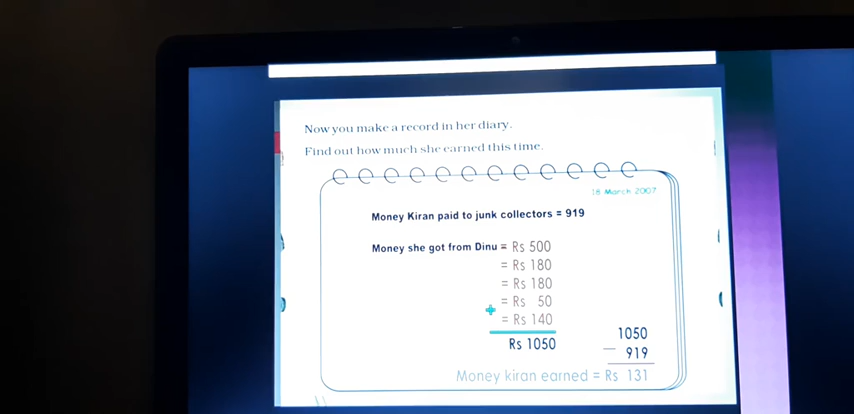 Now you make a record in her diary.
Find out how much she earned this time.
18 March 2007
Money Kiran paid to junk collectors = 919
Money she got from Dinu = Rs 500
= Rs 180
= Rs 180
= Rs 50
+ = Rs 140
Rs 1050
1050
— 919
Money kiran earned = Rs 131